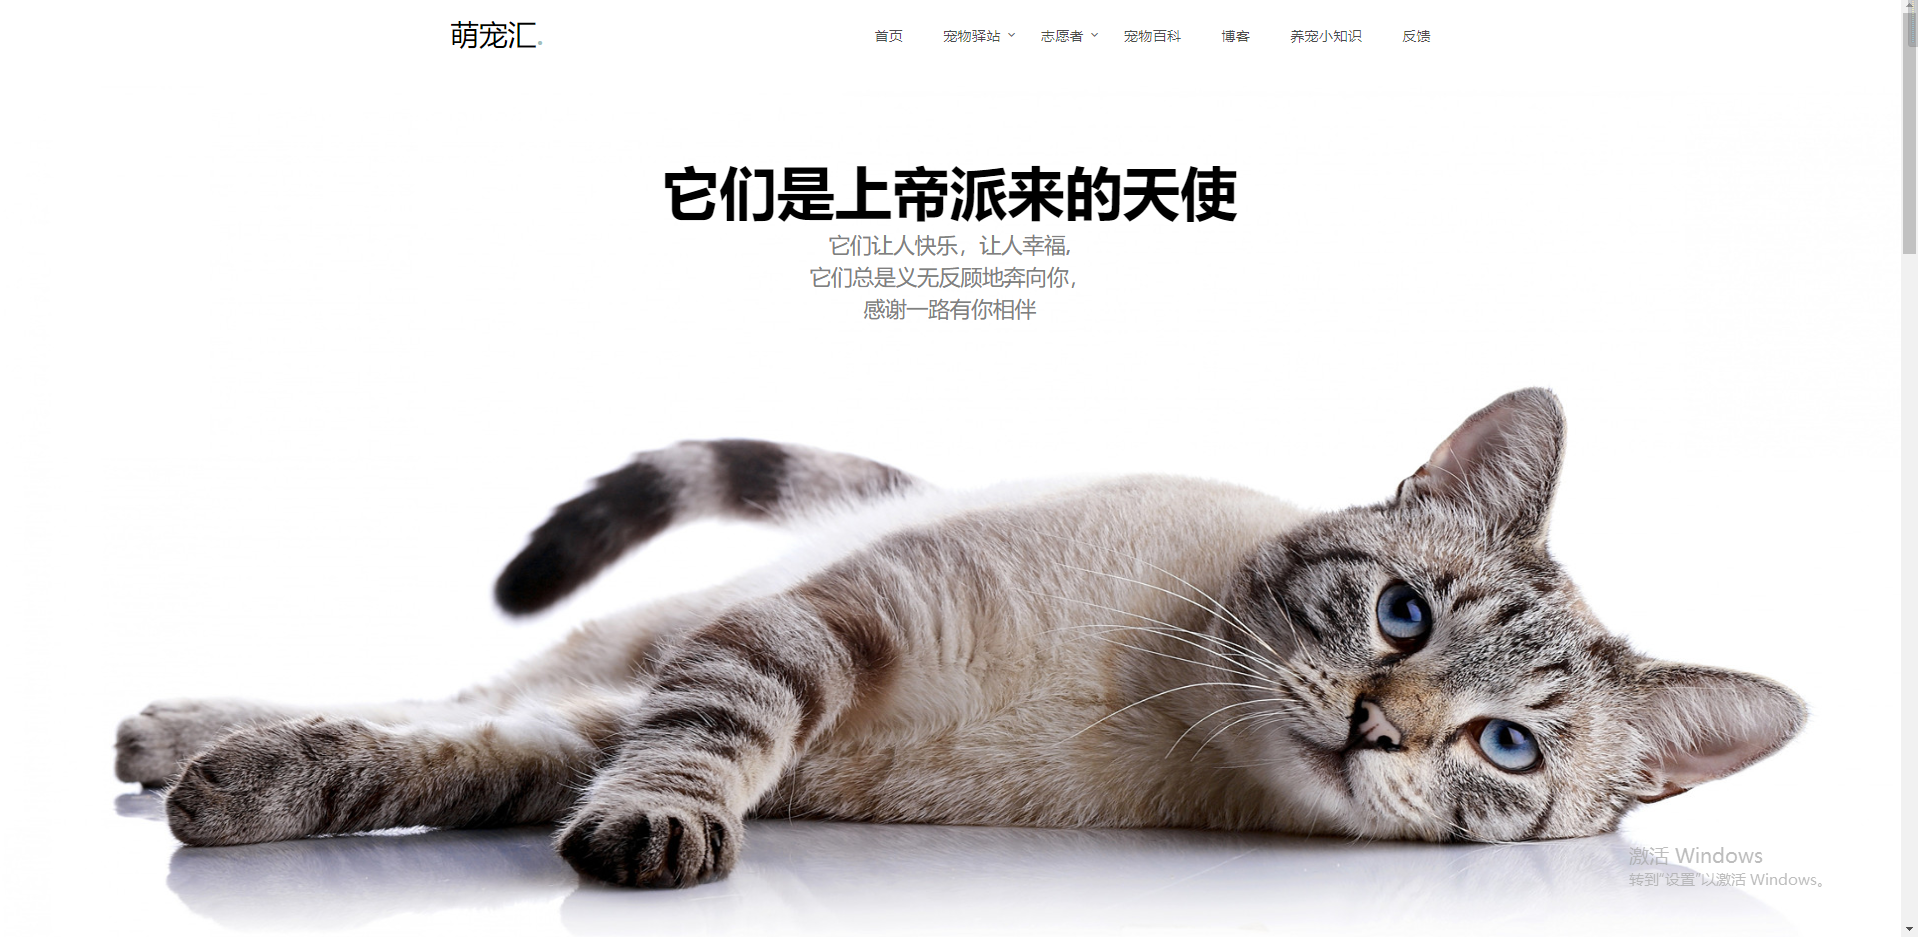 萌宠汇.
首页 宠物驿站 志愿者 宠物百科 博客 养宠小知识 反馈
它们是上帝派来的天使
它们让人快乐，让人幸福,
它们总是义无反顾地奔向你，
感谢一路有你相伴
激活 Windows
转到"设置"以激活 Windows。